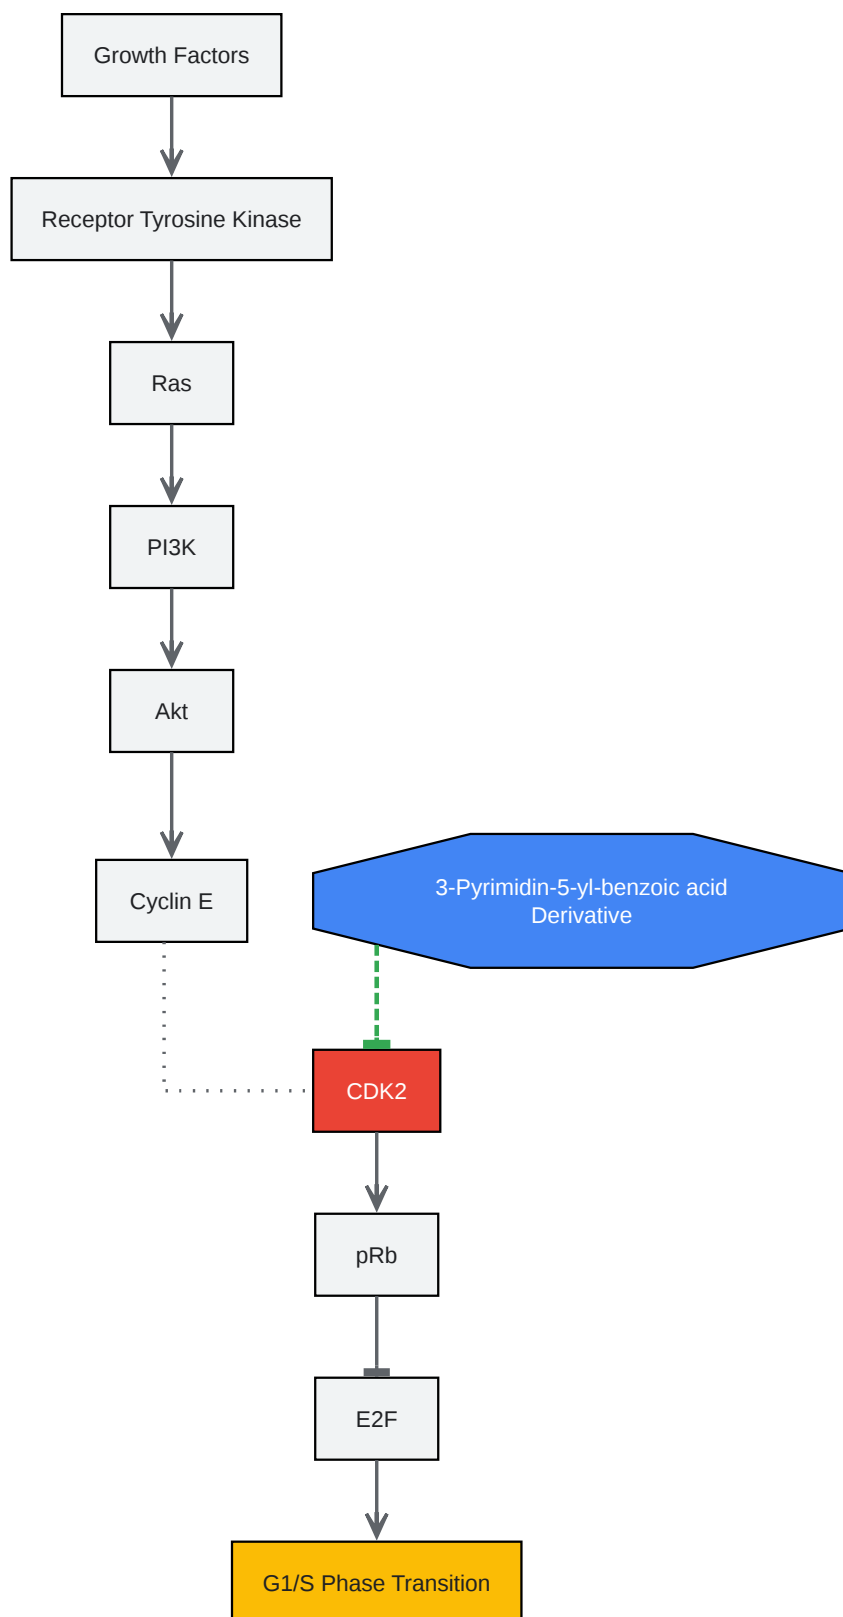 Growth Factors
Receptor Tyrosine Kinase
Ras
PI3K
Akt
Cyclin E
3-Pyrimidin-5-yl-benzoic acid
Derivative
CDK2
pRb
E2F
G1/S Phase Transition